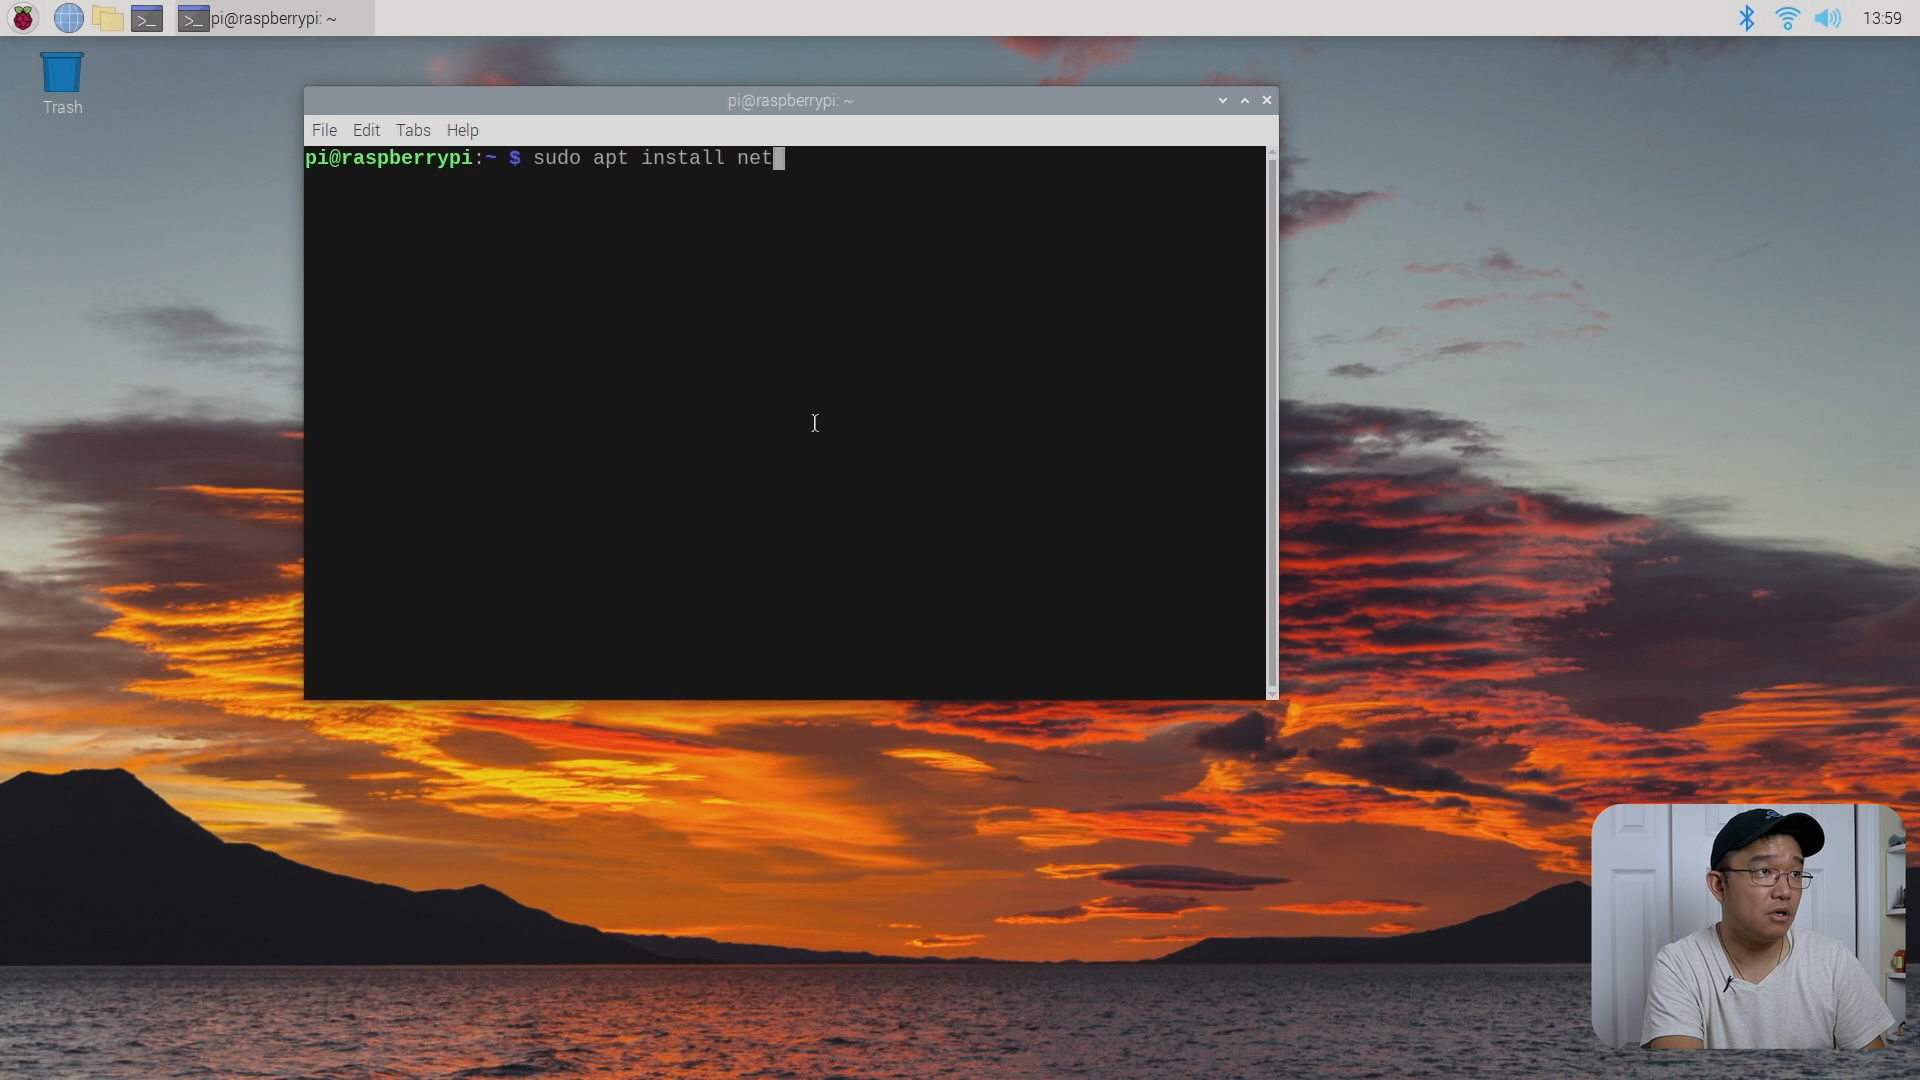 pi@raspberrypi: ~
13:59
Trash
pi@raspberrypi: ~
File Edit Tabs Help
pi@raspberrypi:~ $ sudo apt install net